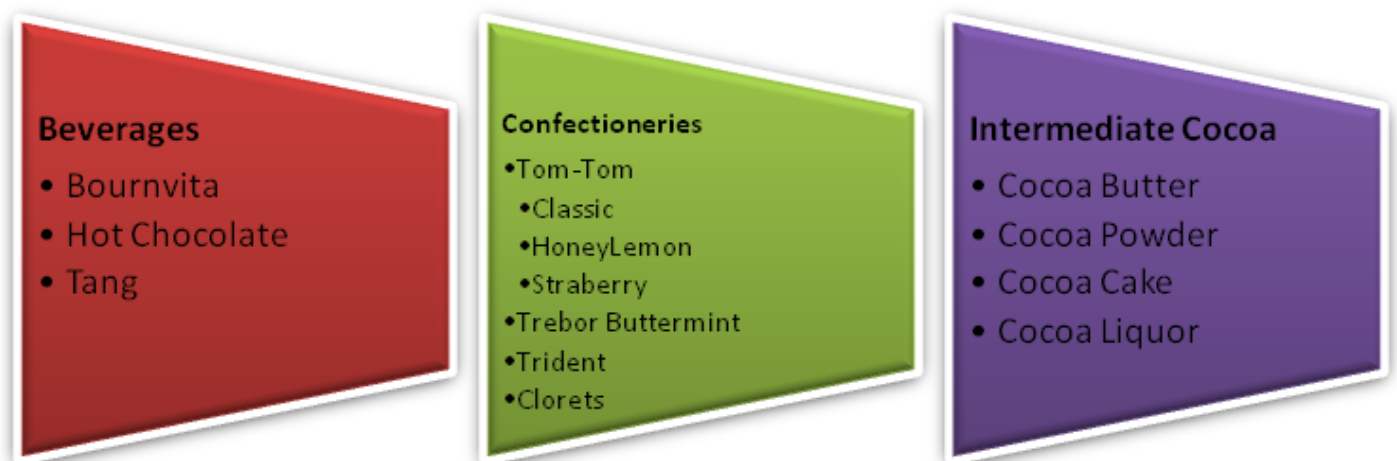 Beverages
• Bournvita
• Hot Chocolate
• Tang
Confectioneries
•Tom-Tom
•Classic
•HoneyLemon
•Straberry
•Trebor Buttermint
•Trident
•Clorets
Intermediate Cocoa
• Cocoa Butter
• Cocoa Powder
• Cocoa Cake
• Cocoa Liquor